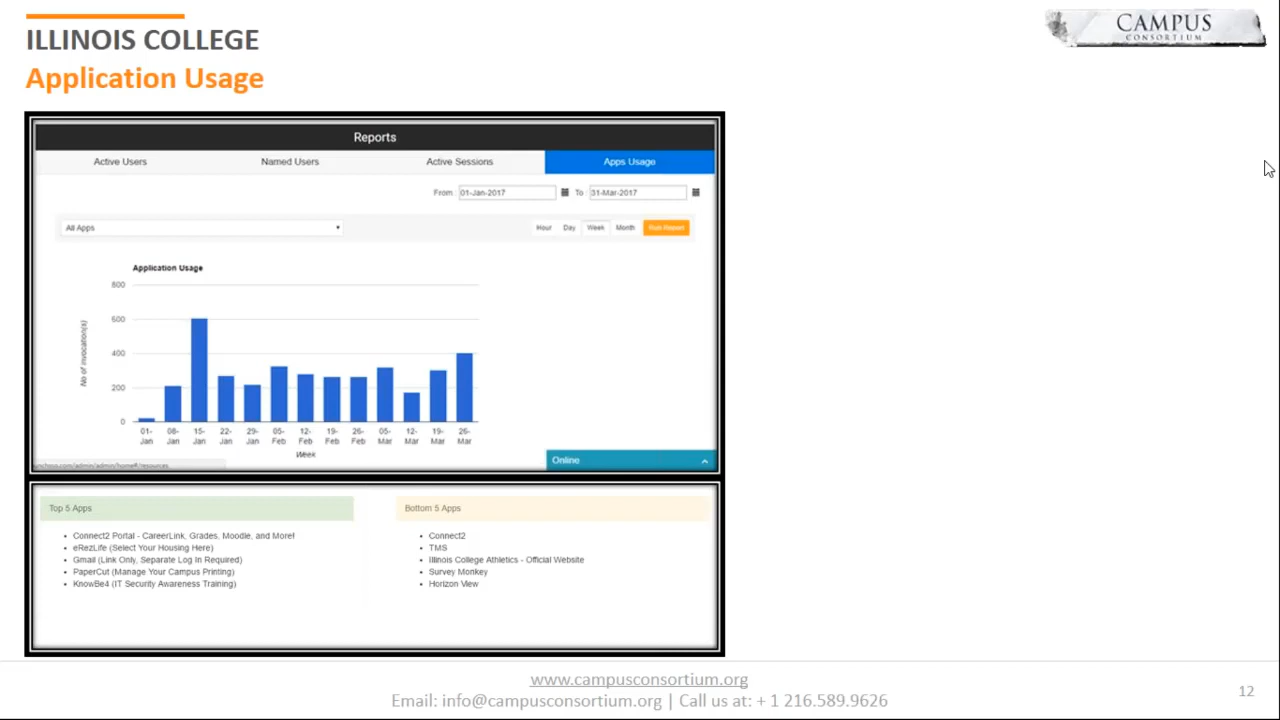 ILLINOIS COLLEGE
Application Usage
CAMPUS
CONSORTIUM
Reports
Active Users Named Users Active Sessions Apps Usage
From : 01-Jan-2017 To : 31-Mar-2017
All Apps Hour Day Week Month Run Report
Application Usage
800
600
400
200
0
No of invocation(s)
01-Jan 08-Jan 15-Jan 22-Jan 29-Jan 05-Feb 12-Feb 19-Feb 26-Feb 05-Mar 12-Mar 19-Mar 26-Mar
Week
Online
Top 5 Apps
• Connect2 Portal - CareerLink, Grades, Moodle, and More!
• eRezLife (Select Your Housing Here)
• Gmail (Link Only, Separate Log In Required)
• PaperCut (Manage Your Campus Printing)
• KnowBe4 (IT Security Awareness Training)
Bottom 5 Apps
• Connect2
• TMS
• Illinois College Athletics - Official Website
• Survey Monkey
• Horizon View
www.campusconsortium.org
Email: info@campusconsortium.org | Call us at: + 1 216.589.9626
12